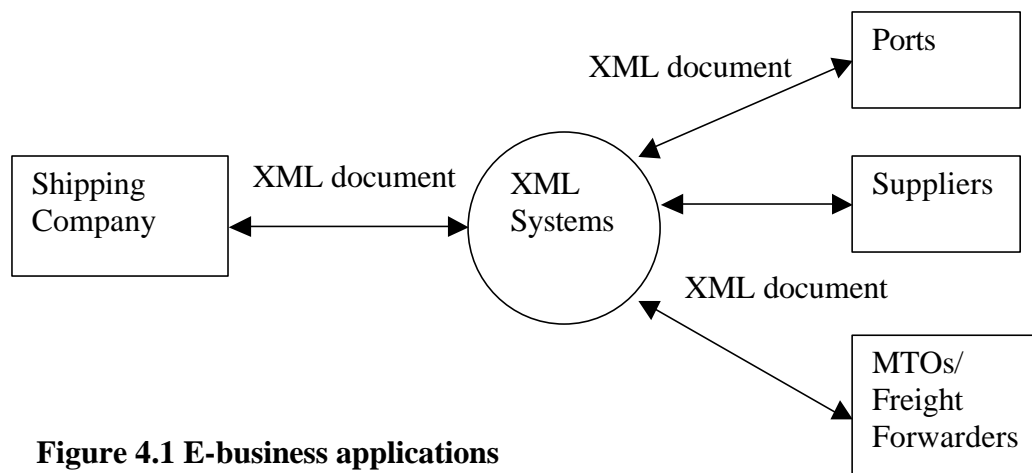 Ports
XML document
Shipping
Company
XML document
XML
Systems
Suppliers
XML document
MTOs/
Freight
Forwarders
Figure 4.1 E-business applications